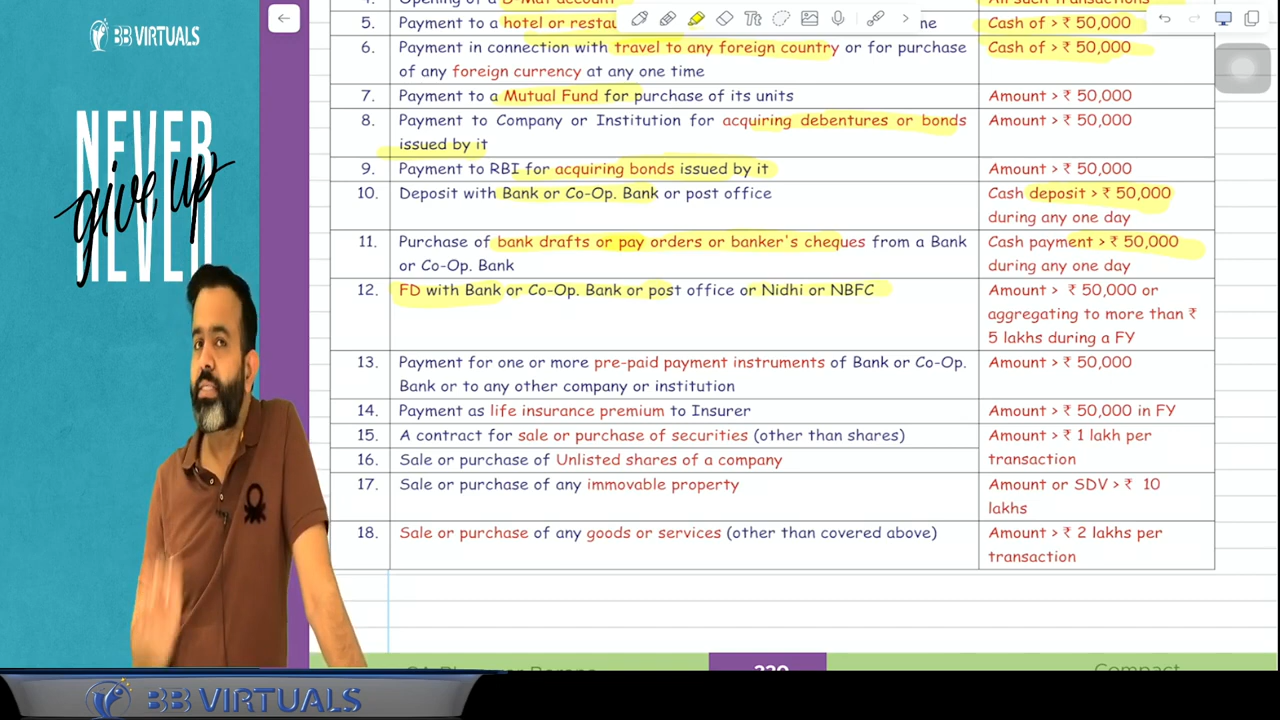 BB VIRTUALS
NEVER
give up
NEVER
4. Opening of a D-Mat account All such Transactions
5. Payment to a hotel or restau ne Cash of > ₹ 50,000
6. Payment in connection with travel to any foreign country or for purchase Cash of > ₹ 50,000
of any foreign currency at any one time
7. Payment to a Mutual Fund for purchase of its units Amount > ₹ 50,000
8. Payment to Company or Institution for acquiring debentures or bonds Amount > ₹ 50,000
issued by it
9. Payment to RBI for acquiring bonds issued by it Amount > ₹ 50,000
10. Deposit with Bank or Co-Op. Bank or post office Cash deposit > ₹ 50,000
during any one day
11. Purchase of bank drafts or pay orders or banker's cheques from a Bank Cash payment > ₹ 50,000
or Co-Op. Bank during any one day
12. FD with Bank or Co-Op. Bank or post office or Nidhi or NBFC Amount > ₹ 50,000 or
aggregating to more than ₹
5 lakhs during a FY
13. Payment for one or more pre-paid payment instruments of Bank or Co-Op. Amount > ₹ 50,000
Bank or to any other company or institution
14. Payment as life insurance premium to Insurer Amount > ₹ 50,000 in FY
15. A contract for sale or purchase of securities (other than shares) Amount > ₹ 1 lakh per
16. Sale or purchase of Unlisted shares of a company transaction
17. Sale or purchase of any immovable property Amount or SDV > ₹ 10
lakhs
18. Sale or purchase of any goods or services (other than covered above) Amount > ₹ 2 lakhs per
transaction
Compact
BB VIRTUALS